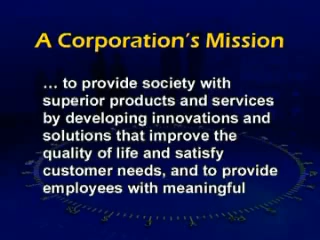 A Corporation's Mission
… to provide society with
superior products and services
by developing innovations and
solutions that improve the
quality of life and satisfy
customer needs, and to provide
employees with meaningful